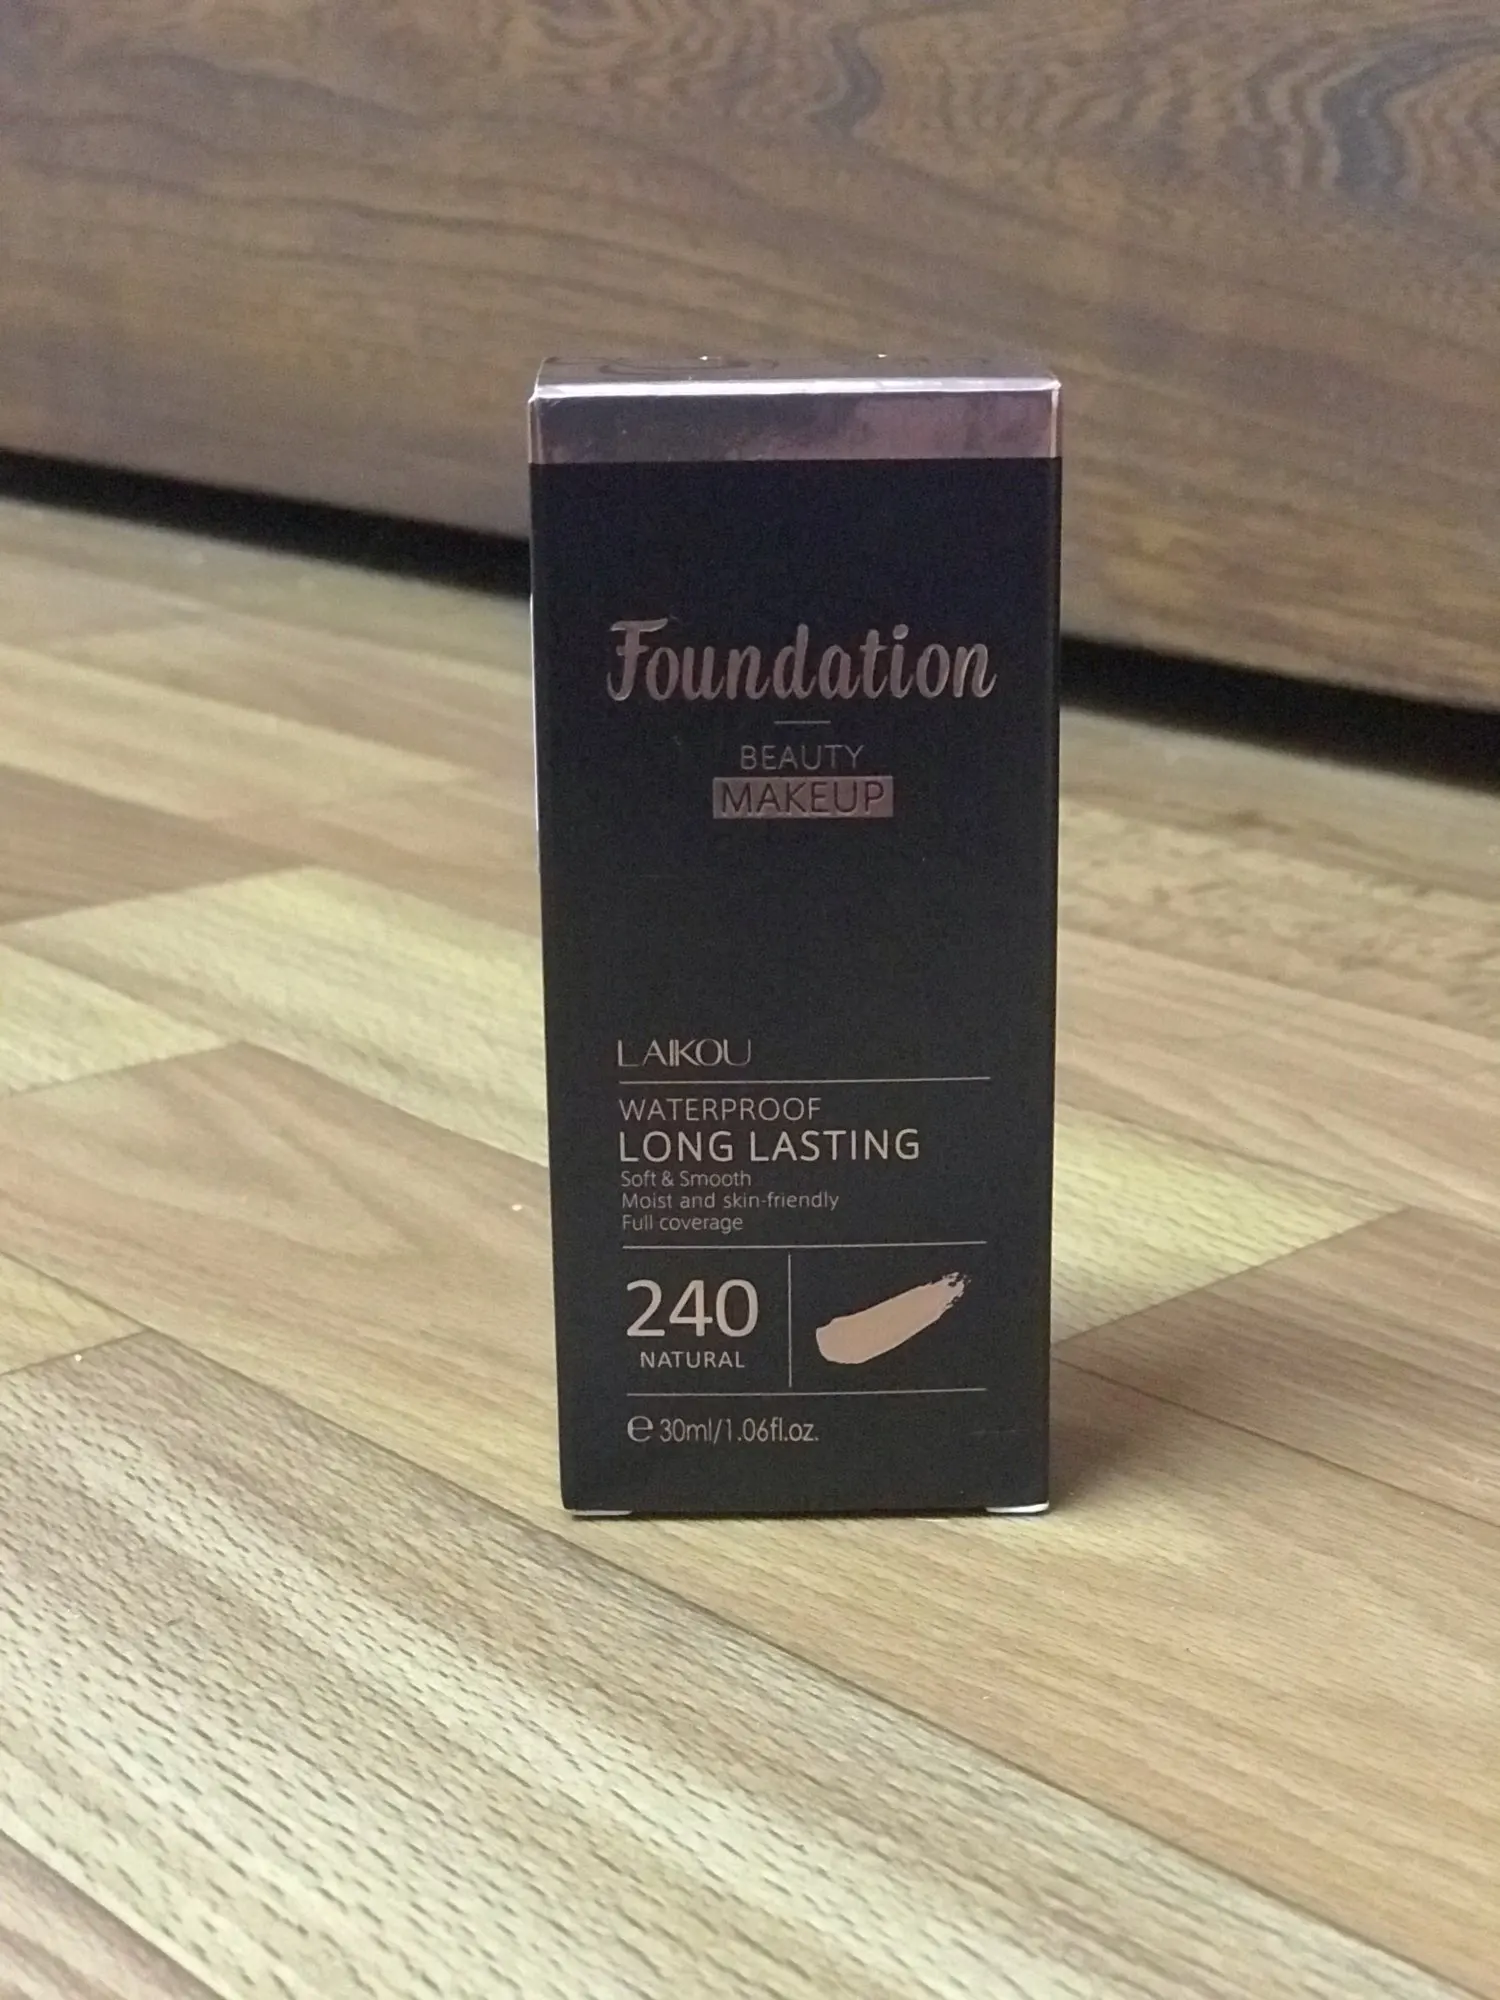 Foundation
BEAUTY
MAKEUP
LAIKOU
WATERPROOF
LONG LASTING
Soft & Smooth
Moist and skin-friendly
Full coverage
240
NATURAL
℮ 30ml/1.06fl.oz.